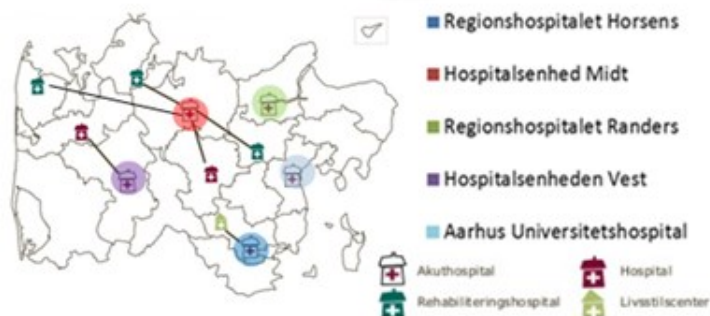 Regionshospitalet Horsens
Hospitalsenhed Midt
Regionshospitalet Randers
Hospitalsenheden Vest
Aarhus Universitetshospital
Akuthospital
Hospital
Rehabiliteringshospital
Livsstilscenter